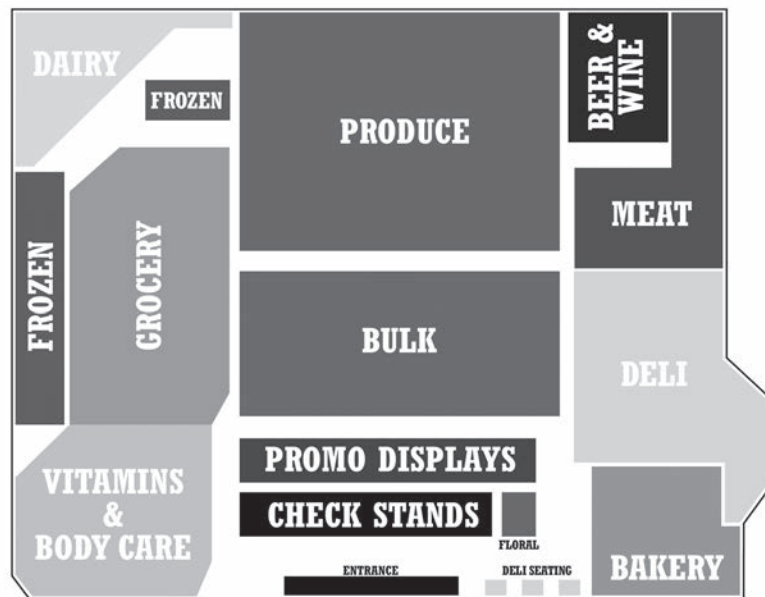 DAIRY
FROZEN
PRODUCE
BEER &
WINE
MEAT
FROZEN
GROCERY
BULK
DELI
VITAMINS
&
BODY CARE
PROMO DISPLAYS
CHECK STANDS
FLORAL
BAKERY
ENTRANCE
DELI SEATING